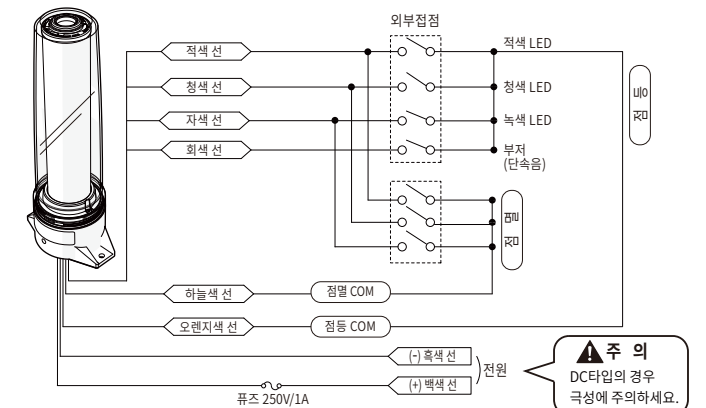 외부접점
적색 선
적색 LED
청색 선
청색 LED
자색 선
녹색 LED
회색 선
부저
(단속음)
점등
점멸
하늘색 선
점멸 COM
오렌지색 선
점등 COM
(-) 흑색 선
(+) 백색 선
전원
퓨즈 250V/1A
주 의
DC타입의 경우
극성에 주의하세요.